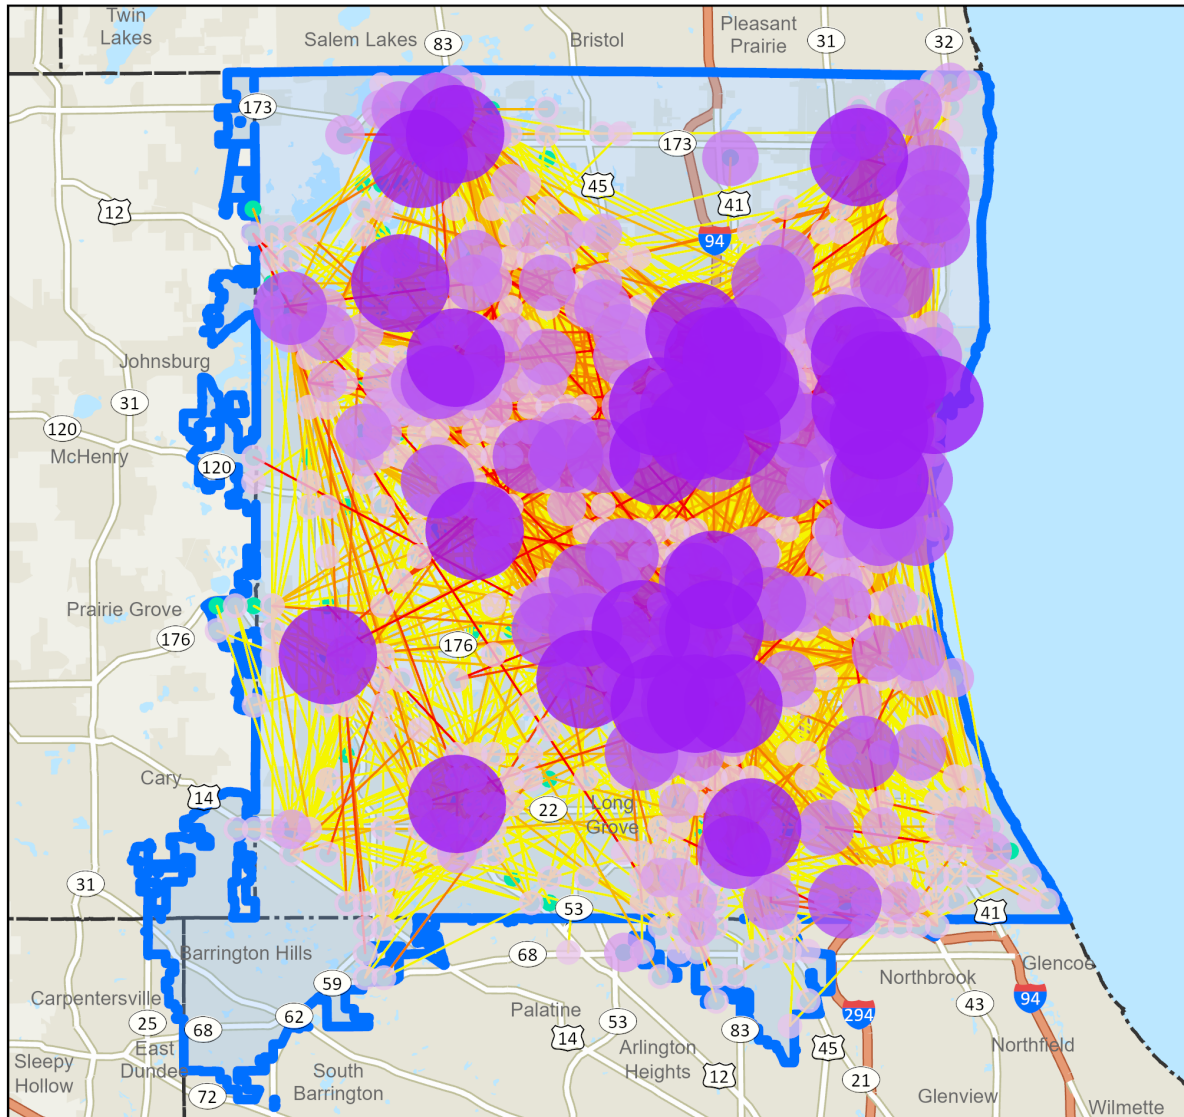 Twin
Lakes
Salem Lakes
83
Bristol
Pleasant
Prairie
31
32
173
173
45
41
12
94
Johnsburg
31
120
McHenry
120
Prairie Grove
176
176
Cary
14
22
Long
Grove
31
53
41
Barrington Hills
68
59
Northbrook
Glencoe
Carpentersville
25
68
62
Palatine
53
83
294
43
94
14
East
Dundee
Arlington
Heights
45
Northfield
Sleepy
Hollow
South
Barrington
12
21
72
Glenview
Wilmette